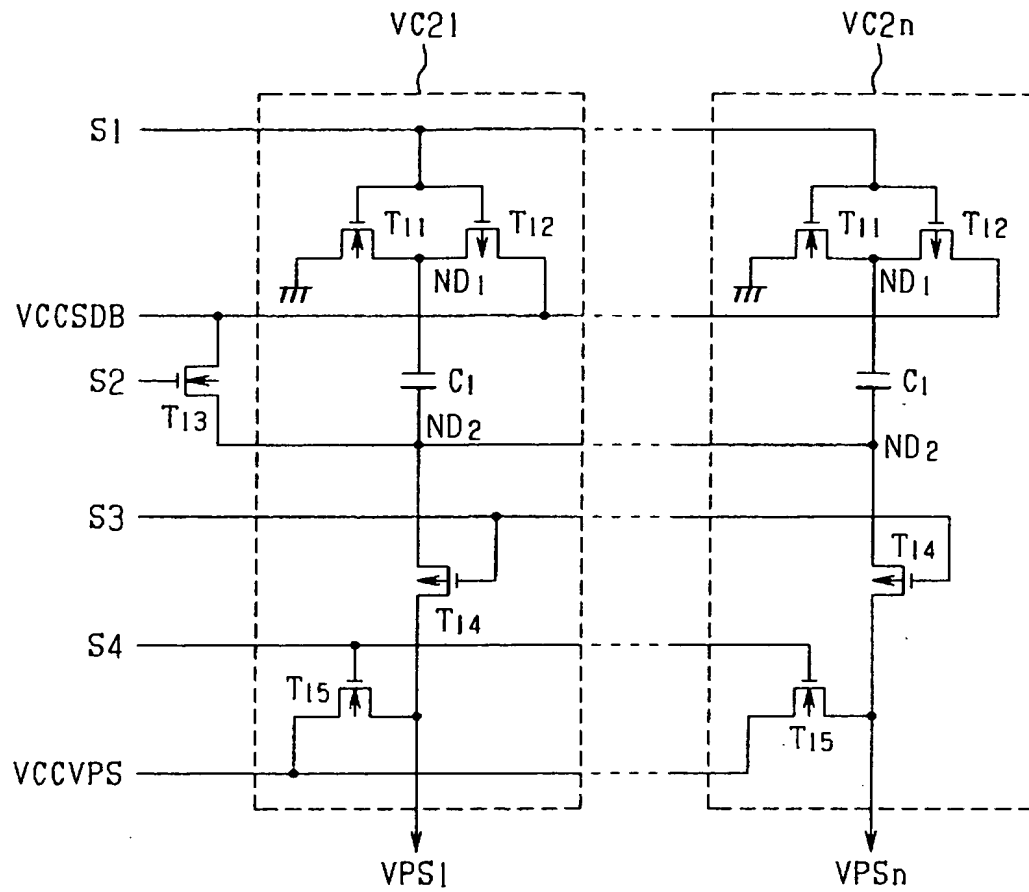 VC21 VC2n
S1
T11 T12 T11 T12
ND1 ND1
VCCSDB
S2 C1 C1
T13
ND2 ND2
S3
T14
T14
S4
T15
T15
VCCVPS
VPS1 VPSn